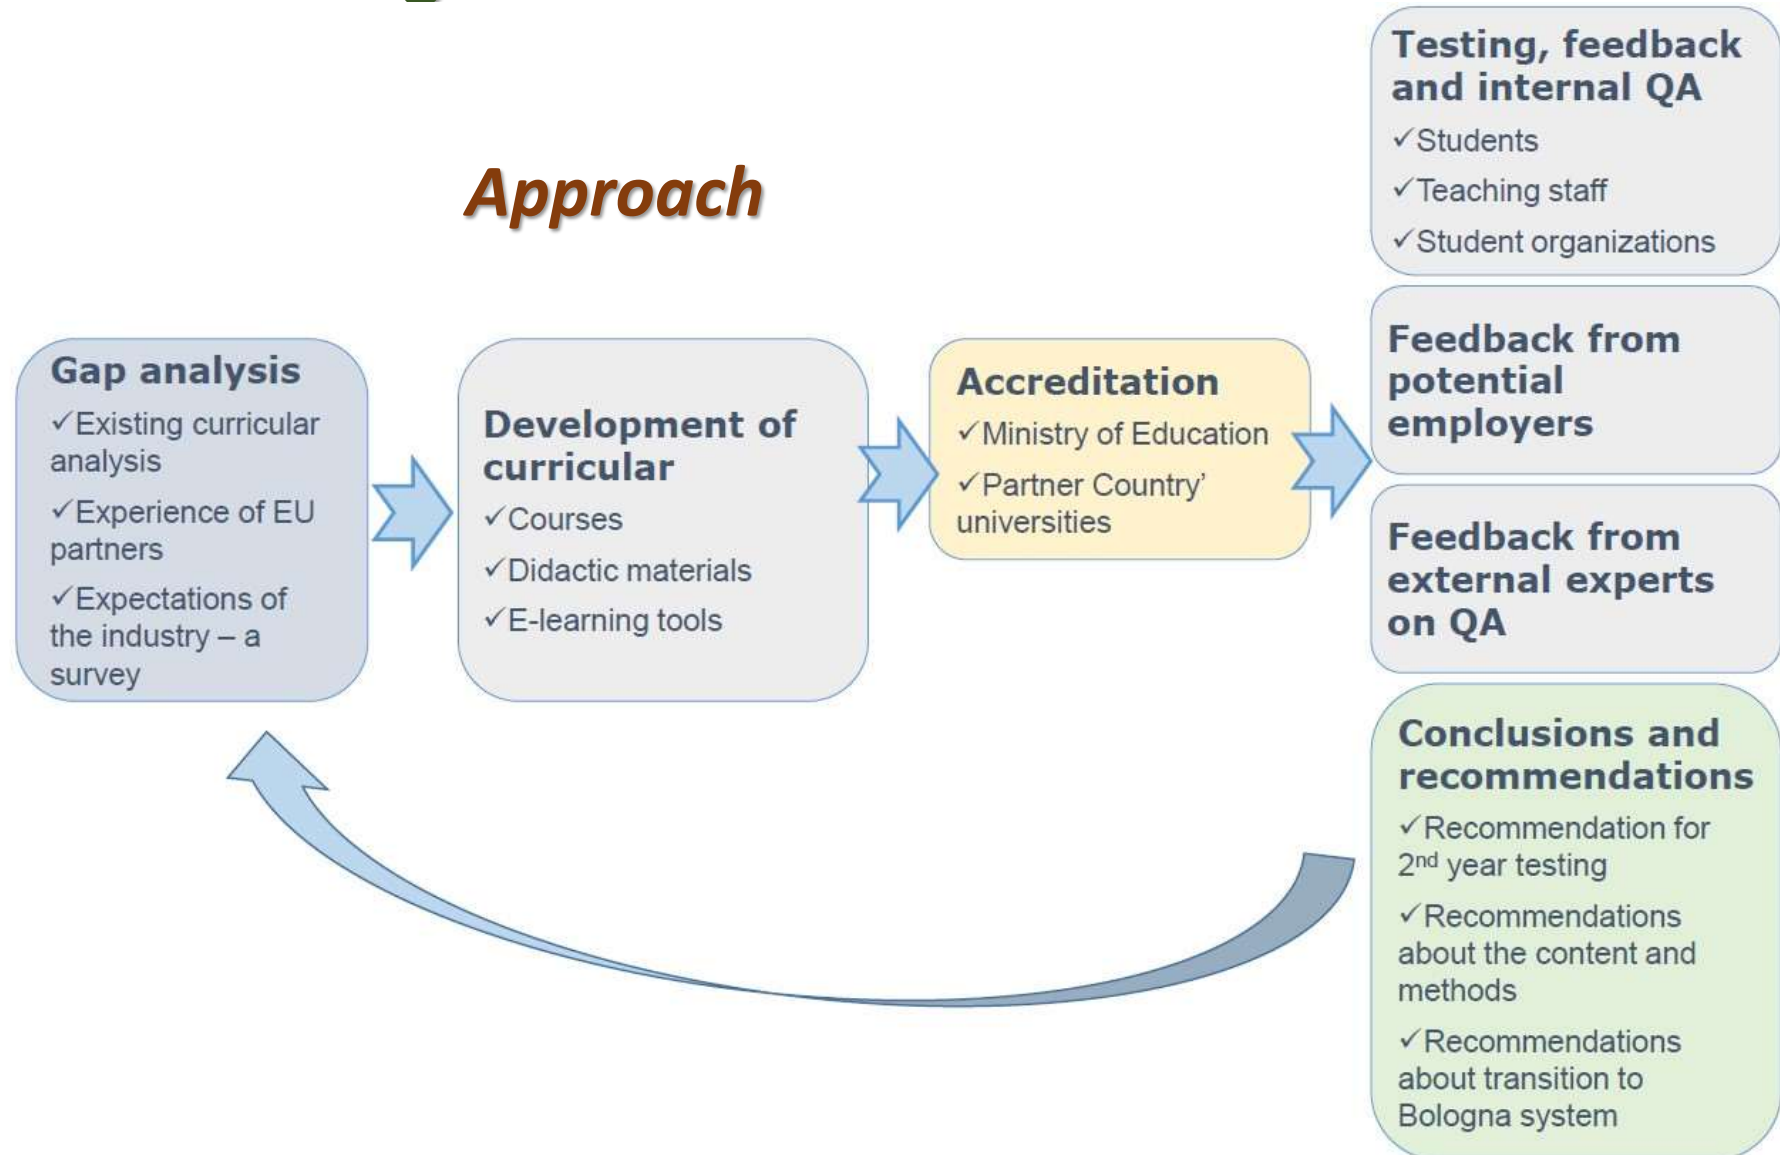 Approach
Gap analysis
✓Existing curricular
analysis
✓Experience of EU
partners
✓Expectations of
the industry – a
survey
Development of
curricular
✓Courses
✓Didactic materials
✓E-learning tools
Accreditation
✓Ministry of Education
✓Partner Country’
universities
Testing, feedback
and internal QA
✓Students
✓Teaching staff
✓Student organizations
Feedback from
potential
employers
Feedback from
external experts
on QA
Conclusions and
recommendations
✓Recommendation for
2nd year testing
✓Recommendations
about the content and
methods
✓Recommendations
about transition to
Bologna system